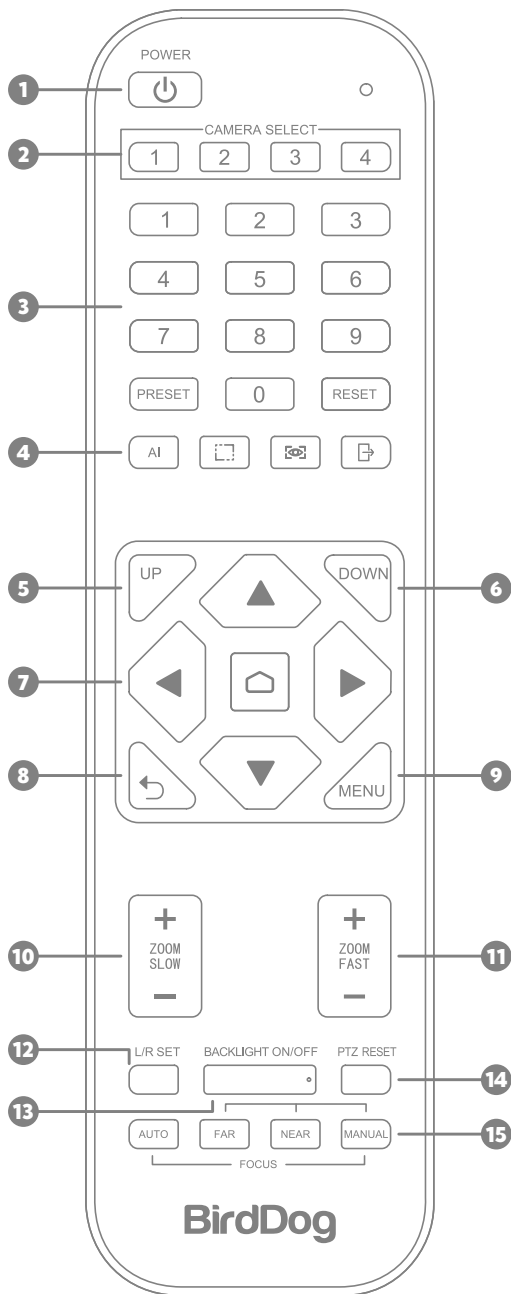 POWER
1
CAMERA SELECT
2 1 2 3 4
1 2 3
4 5 6
3
7 8 9
PRESET 0 RESET
4 AI
5 UP DOWN 6
7
8 MENU 9
10 ZOOM SLOW
ZOOM FAST 11
12 L/R SET BACKLIGHT ON/OFF PTZ RESET
14
13
AUTO FAR NEAR MANUAL 15
FOCUS
BirdDog